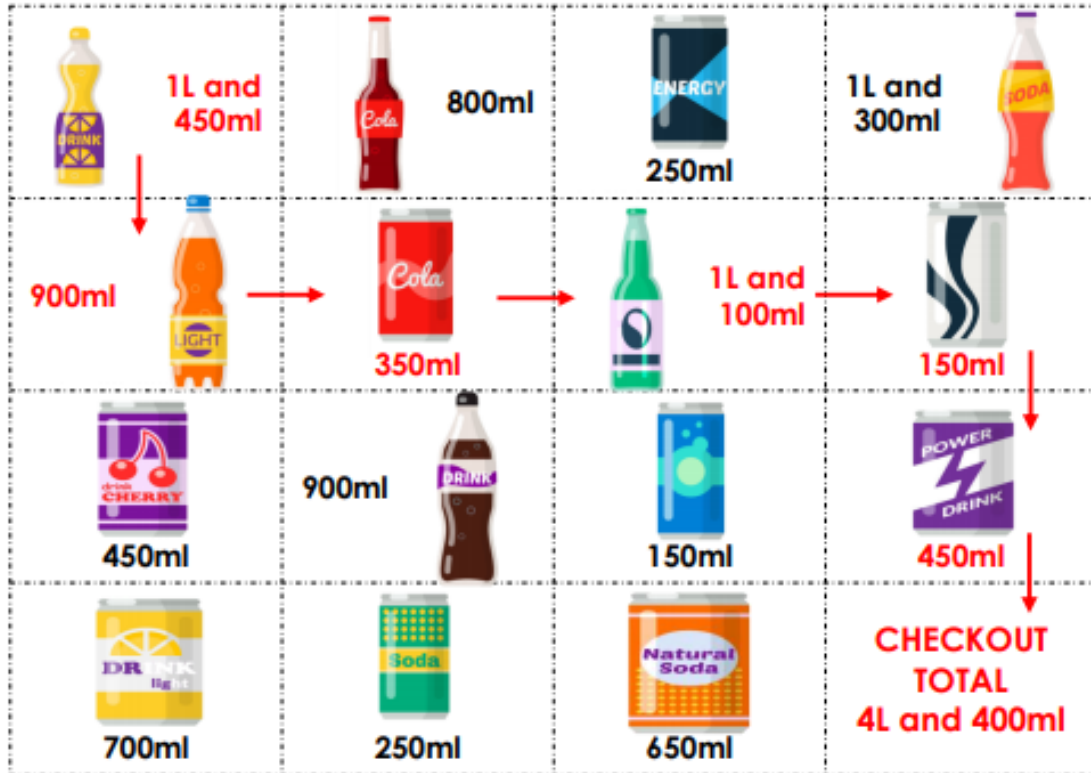 DRINK
1L and
450ml
Cola
800ml
ENERGY
250ml
1L and
300ml
SODA
900ml
LIGHT
Cola
350ml
1L and
100ml
150ml
drink
CHERRY
450ml
900ml
DRINK
150ml
POWER
DRINK
450ml
DRINK
light
700ml
Soda
250ml
Natural
Soda
650ml
CHECKOUT
TOTAL
4L and 400ml